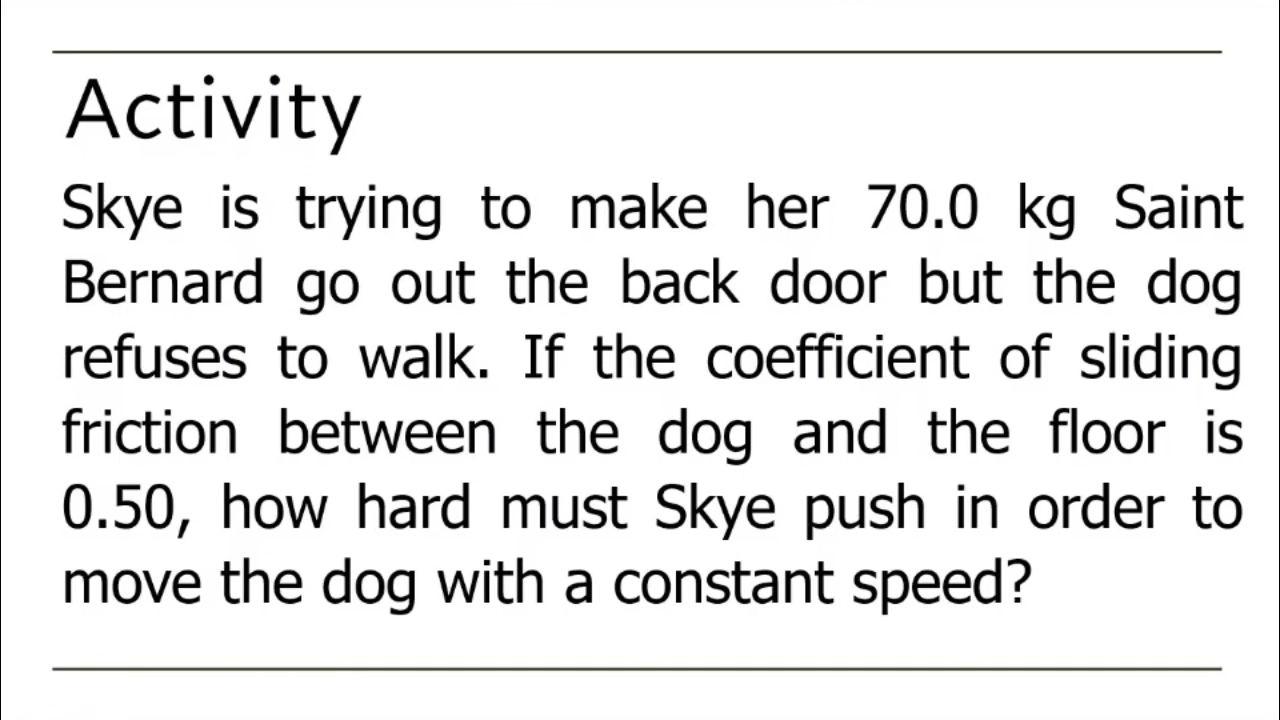 Activity
Skye is trying to make her 70.0 kg Saint
Bernard go out the back door but the dog
refuses to walk. If the coefficient of sliding
friction between the dog and the floor is
0.50, how hard must Skye push in order to
move the dog with a constant speed?